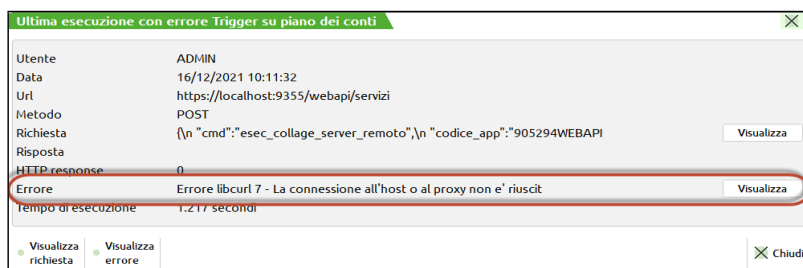 Ultima esecuzione con errore Trigger su piano dei conti
Utente ADMIN
Data 16/12/2021 10:11:32
Url https://localhost:9355/webapi/servizi
Metodo POST
Richiesta {\n "cmd":"esec_collage_server_remoto",\n "codice_app":"905294WEBAPI Visualizza
Risposta
HTTP response 0
Errore Errore libcurl 7 - La connessione all'host o al proxy non e' riuscit Visualizza
Tempo di esecuzione 1.217 secondi
Visualizza richiesta Visualizza errore Chiudi